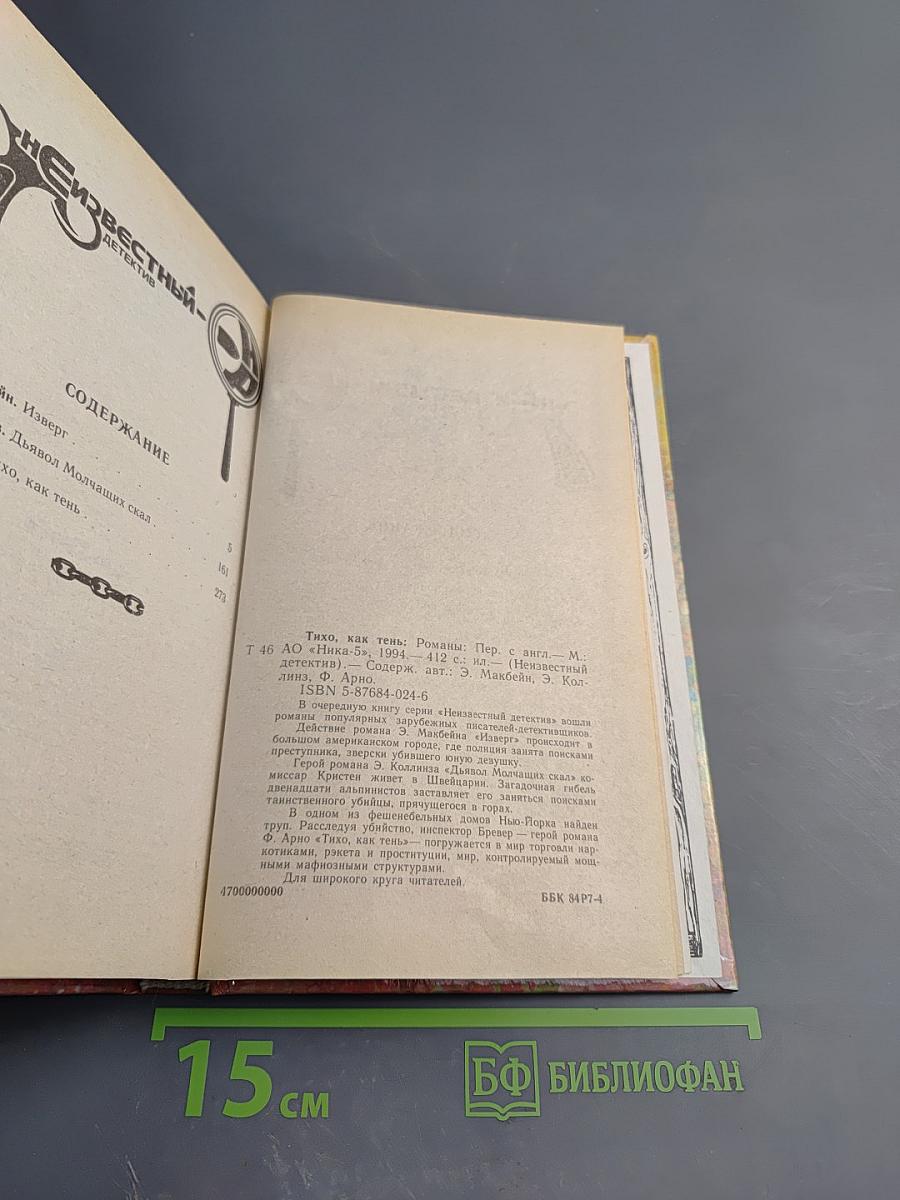 НЕИЗВЕСТНЫЙ-
ДЕТЕКТИВ
НД
СОДЕРЖАНИЕ
Изверг . . . 5
Дьявол Молчащих скал . . . 161
как тень . . . 273
Тихо, как тень: Романы: Пер. с англ.— М.:
Т 46 АО «Ника-5», 1994.— 412 с.: ил.— (Неизвестный
детектив).— Содерж. авт.: Э. Макбейн, Э. Кол-
линз, Ф. Арно.
ISBN 5-87684-024-6
В очередную книгу серии «Неизвестный детектив» вошли
романы популярных зарубежных писателей-детективщиков.
Действие романа Э. Макбейна «Изверг» происходит в
большом американском городе, где полиция занята поисками
преступника, зверски убившего юную девушку.
Герой романа Э. Коллинза «Дьявол Молчащих скал» ко-
миссар Кристен живет в Швейцарии. Загадочная гибель
двенадцати альпинистов заставляет его заняться поисками
таинственного убийцы, прячущегося в горах.
В одном из фешенебельных домов Нью-Йорка найден
труп. Расследуя убийство, инспектор Бревер — герой романа
Ф. Арно «Тихо, как тень»— погружается в мир торговли нар-
котиками, рэкета и проституции, мир, контролируемый мощ-
ными мафиозными структурами.
Для широкого круга читателей.
4700000000 ББК 84Р7-4
15 см
БФ БИБЛИОФАН